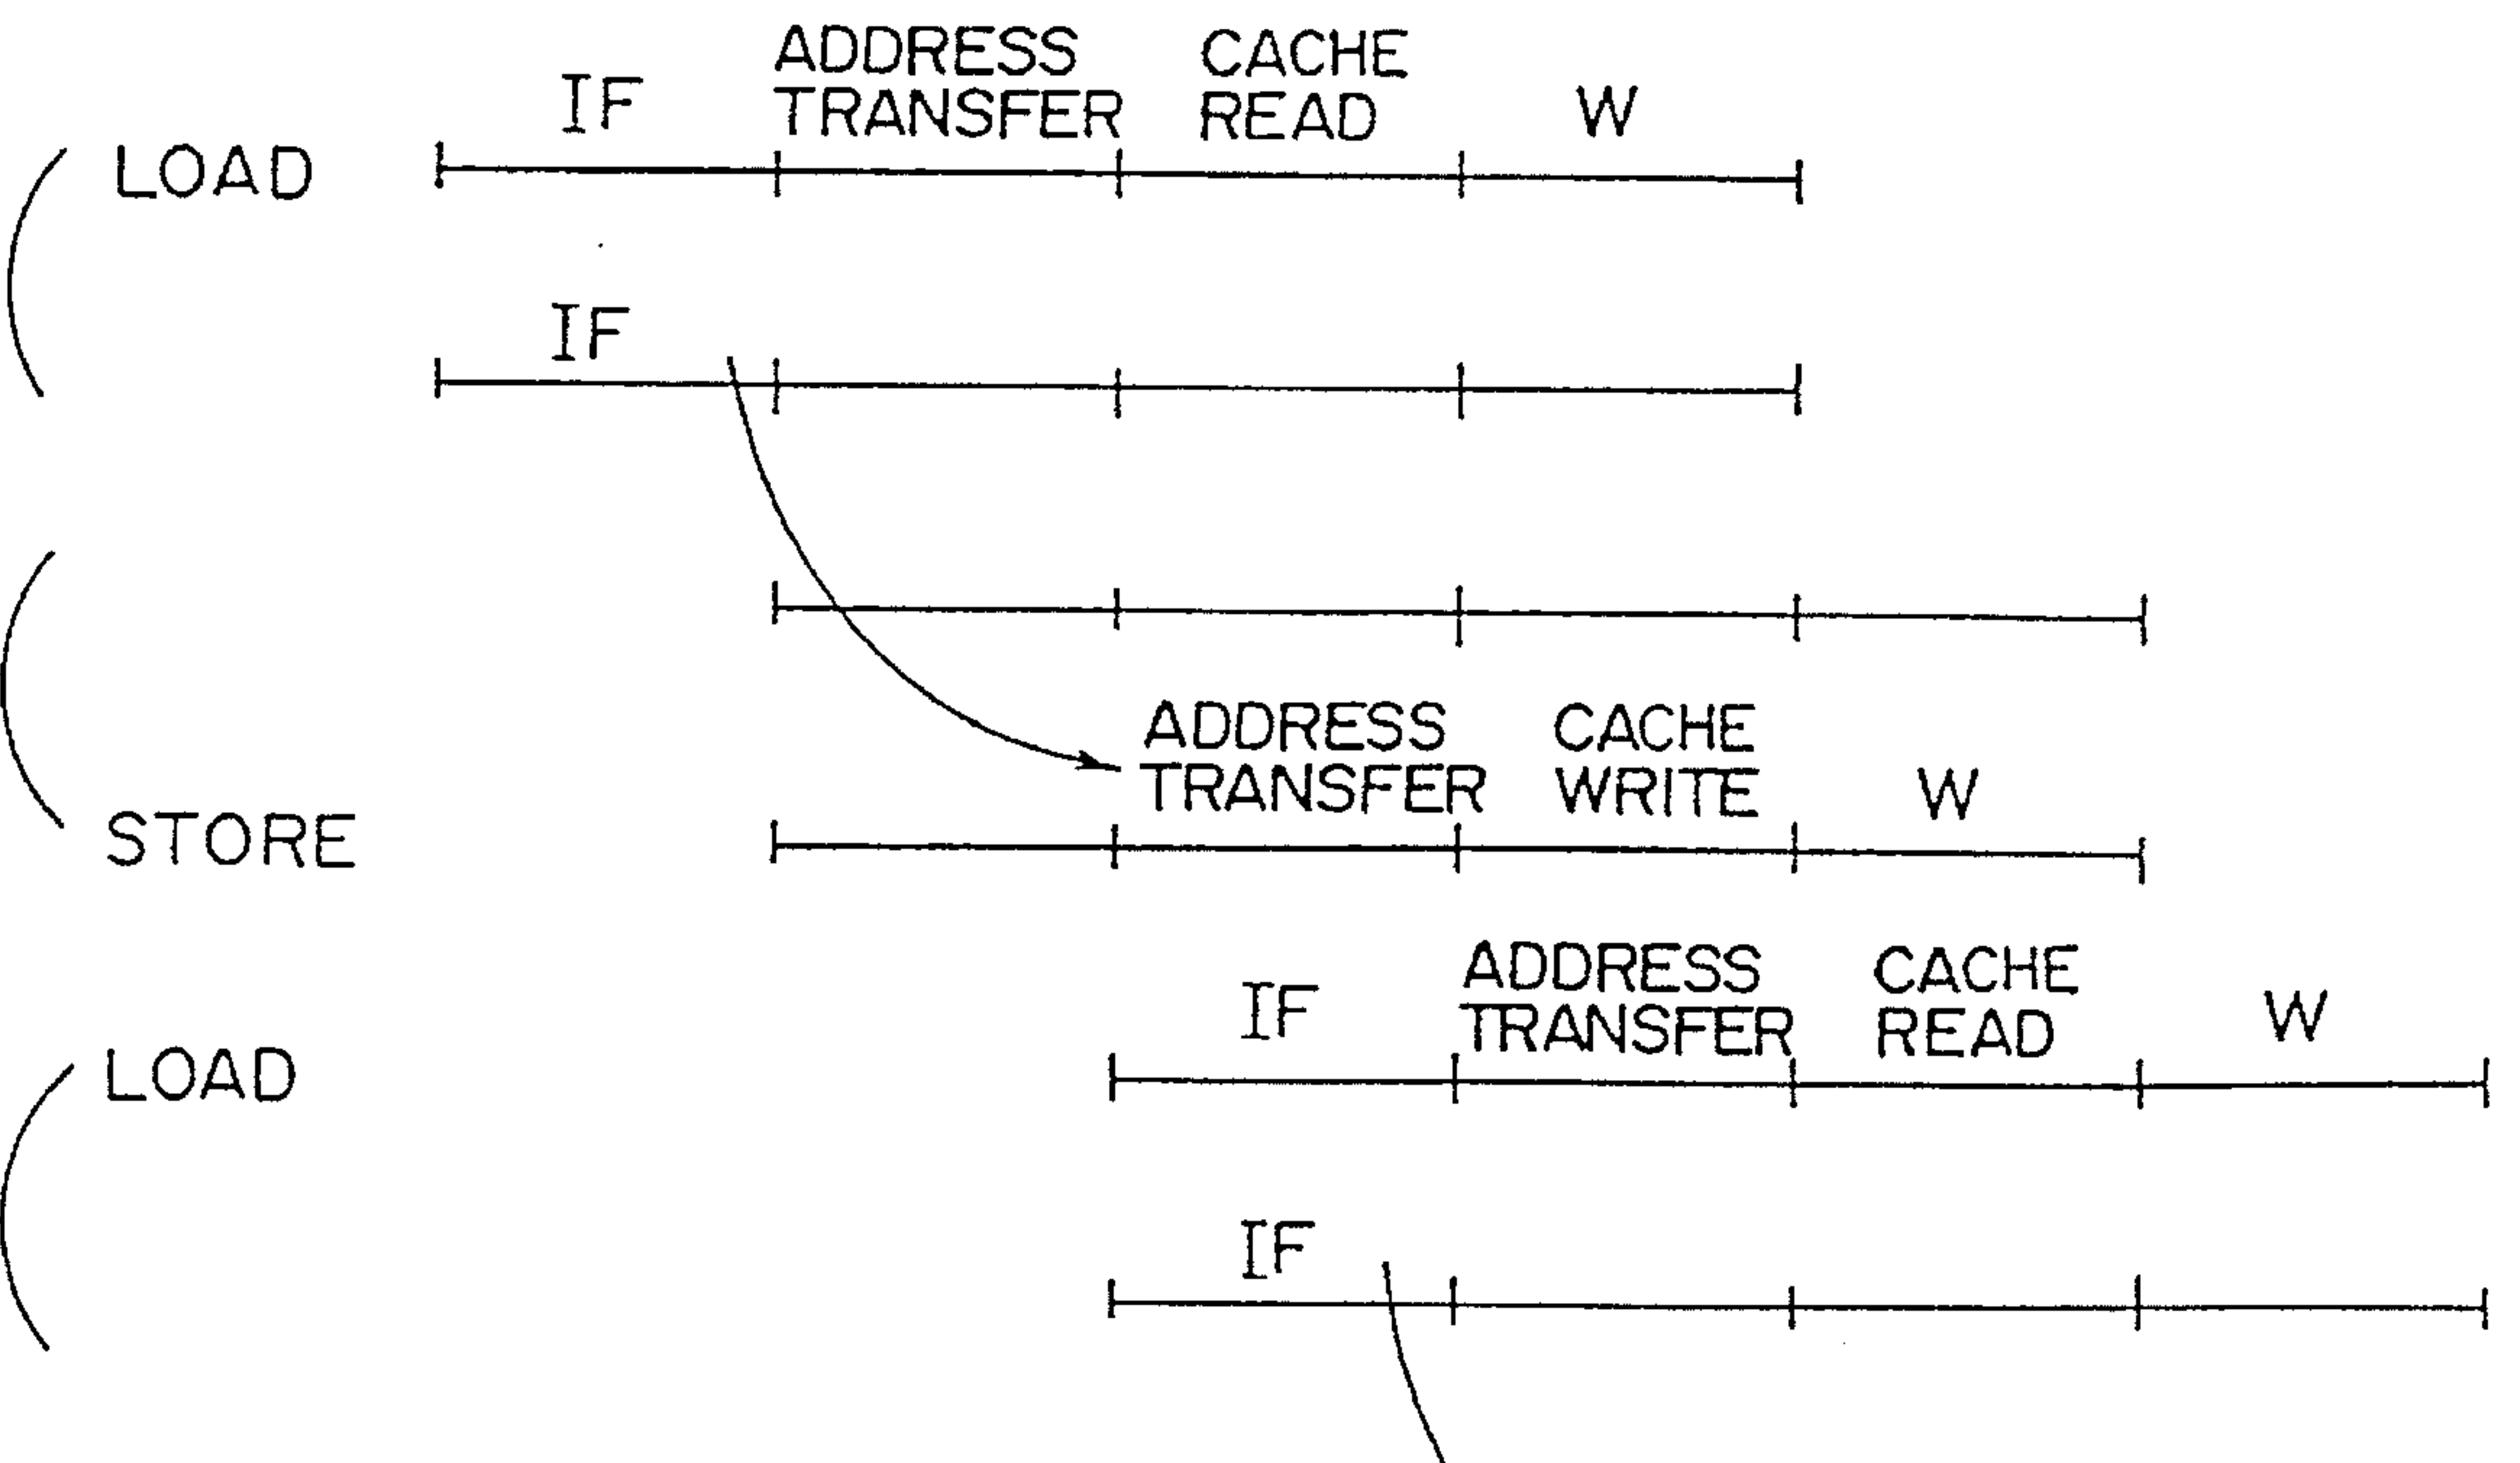 IF
ADDRESS
TRANSFER
CACHE
READ
W
LOAD
IF
ADDRESS
TRANSFER
CACHE
WRITE
W
STORE
IF
ADDRESS
TRANSFER
CACHE
READ
W
LOAD
IF